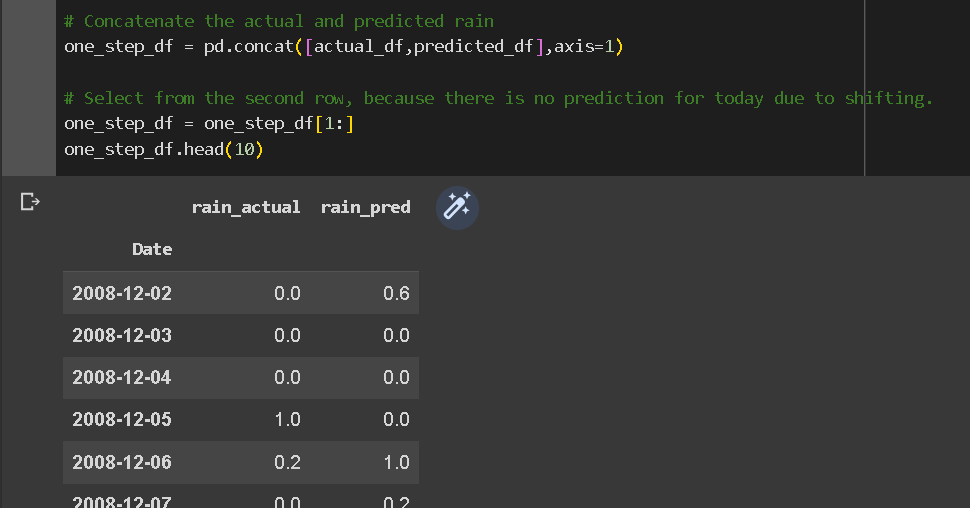 # Concatenate the actual and predicted rain
one_step_df = pd.concat([actual_df,predicted_df],axis=1)
# Select from the second row, because there is no prediction for today due to shifting.
one_step_df = one_step_df[1:]
one_step_df.head(10)
rain_actual rain_pred
Date
2008-12-02 0.0 0.6
2008-12-03 0.0 0.0
2008-12-04 0.0 0.0
2008-12-05 1.0 0.0
2008-12-06 0.2 1.0
2008-12-07 0.0 0.2